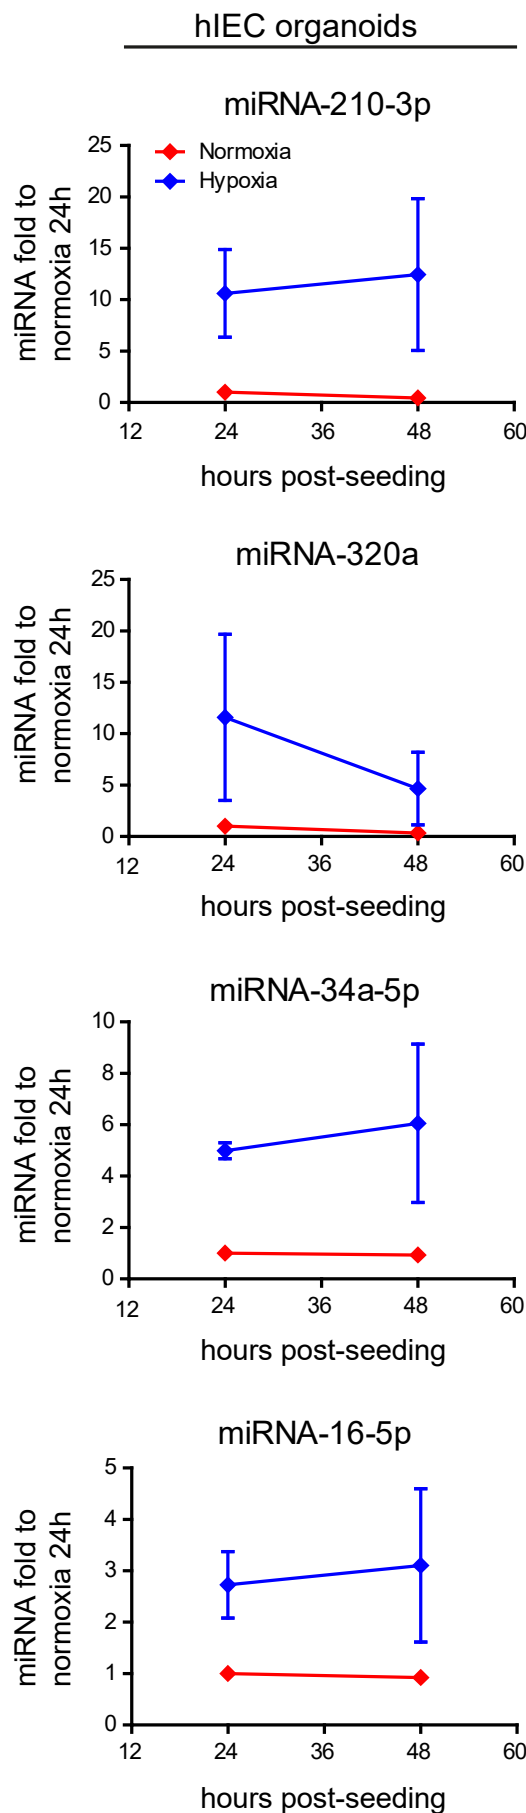 hIEC organoids
miRNA-210-3p
miRNA fold to
normoxia 24h
25
20
15
10
5
0
Normoxia
Hypoxia
12 24 36 48 60
hours post-seeding
miRNA-320a
miRNA fold to
normoxia 24h
25
20
15
10
5
0
12 24 36 48 60
hours post-seeding
miRNA-34a-5p
miRNA fold to
normoxia 24h
10
8
6
4
2
0
12 24 36 48 60
hours post-seeding
miRNA-16-5p
miRNA fold to
normoxia 24h
5
4
3
2
1
0
12 24 36 48 60
hours post-seeding